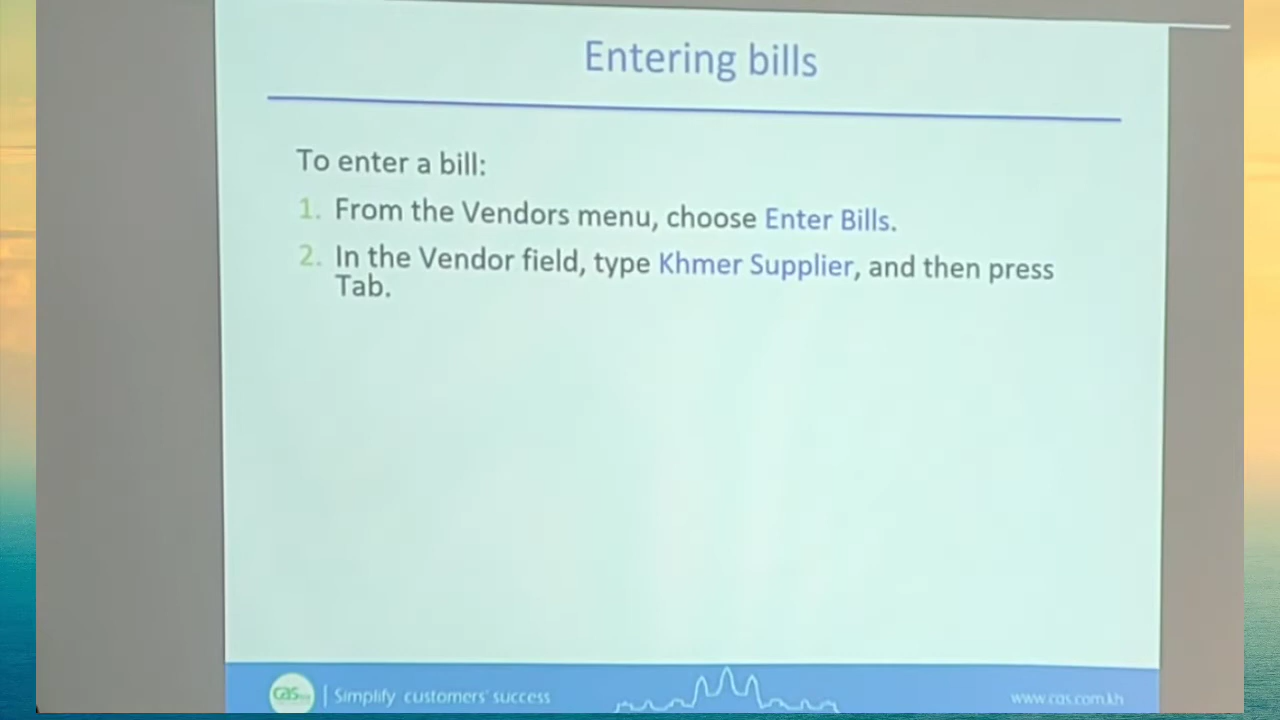 Entering bills
To enter a bill:
1. From the Vendors menu, choose Enter Bills.
2. In the Vendor field, type Khmer Supplier, and then press
Tab.
cas
Simplify customers' success
www.cas.com.kh